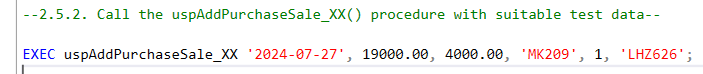 --2.5.2. Call the uspAddPurchaseSale_XX() procedure with suitable test data--
EXEC uspAddPurchaseSale_XX '2024-07-27', 19000.00, 4000.00, 'MK209', 1, 'LHZ626';